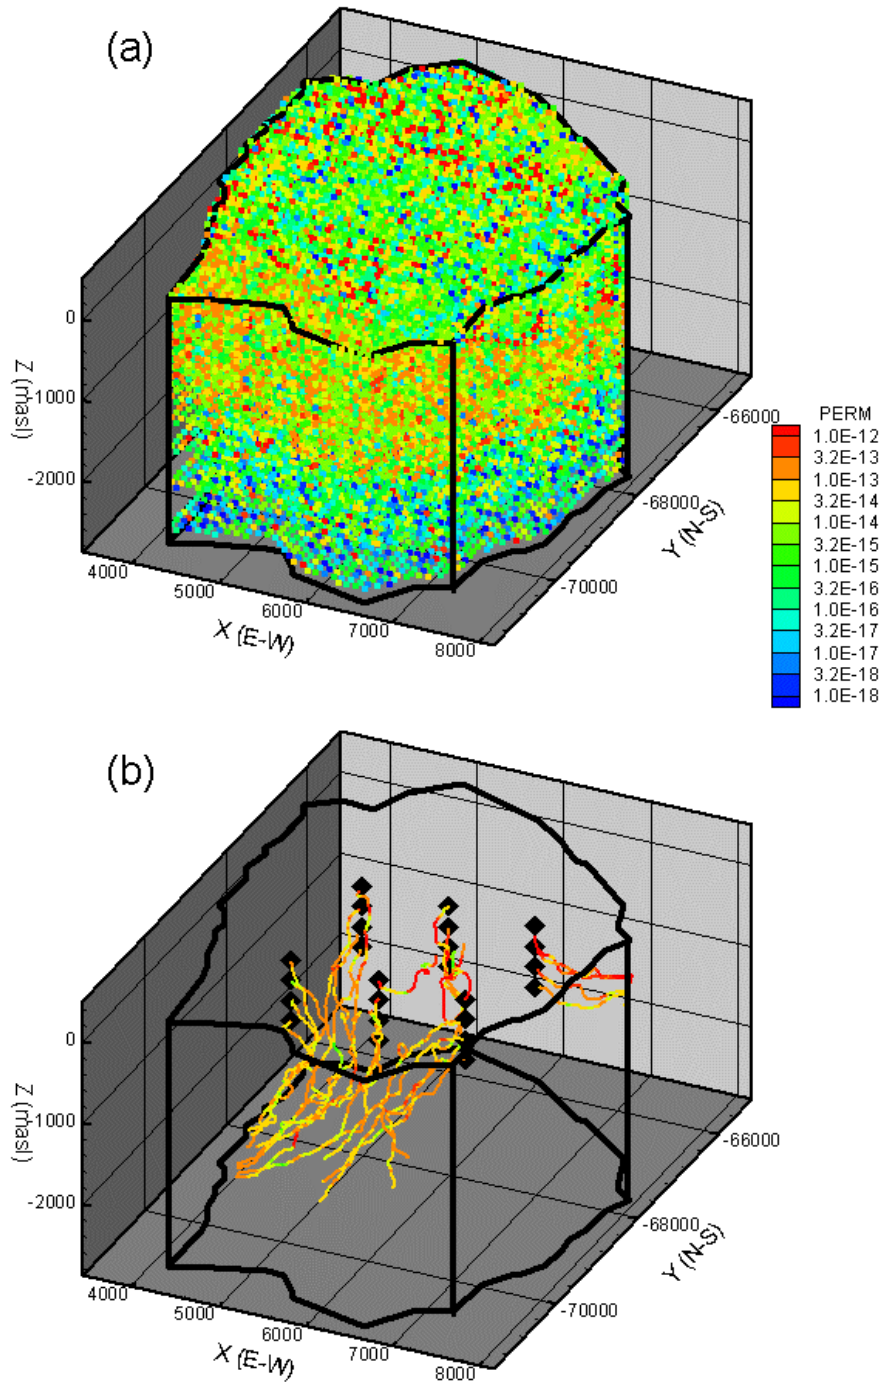 (a)
0
-1000
-2000
Z (masl)
4000
5000
6000
7000
8000
X (E-W)
-66000
-68000
-70000
Y (N-S)
PERM
1.0E-12
3.2E-13
1.0E-13
3.2E-14
1.0E-14
3.2E-15
1.0E-15
3.2E-16
1.0E-16
3.2E-17
1.0E-17
3.2E-18
1.0E-18
(b)
0
-1000
-2000
Z (masl)
4000
5000
6000
7000
8000
X (E-W)
-66000
-68000
-70000
Y (N-S)